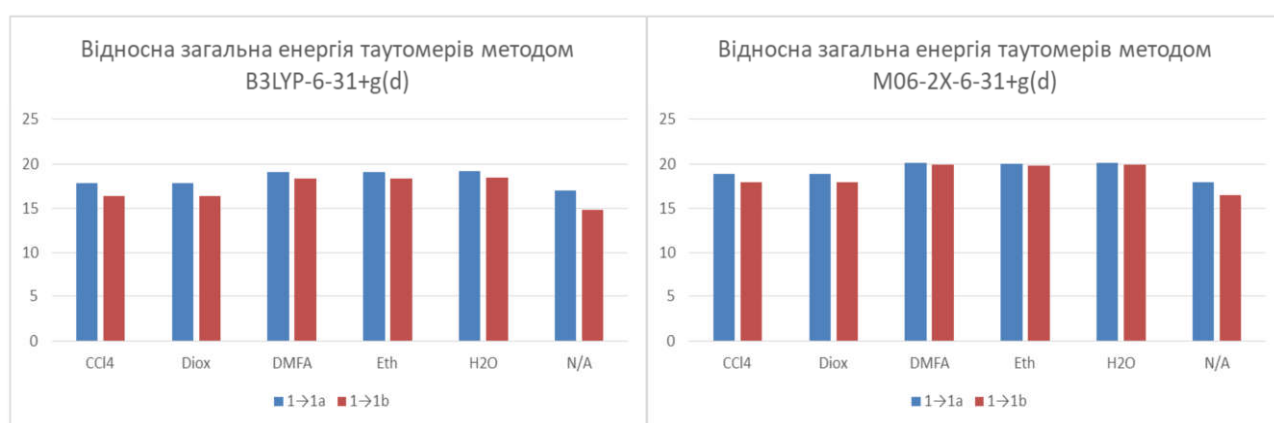 Відносна загальна енергія таутомерів методом
B3LYP-6-31+g(d)
25
20
15
10
5
0
CCl4 Diox DMFA Eth H2O N/A
1→1a 1→1b
Відносна загальна енергія таутомерів методом
M06-2X-6-31+g(d)
25
20
15
10
5
0
CCl4 Diox DMFA Eth H2O N/A
1→1a 1→1b